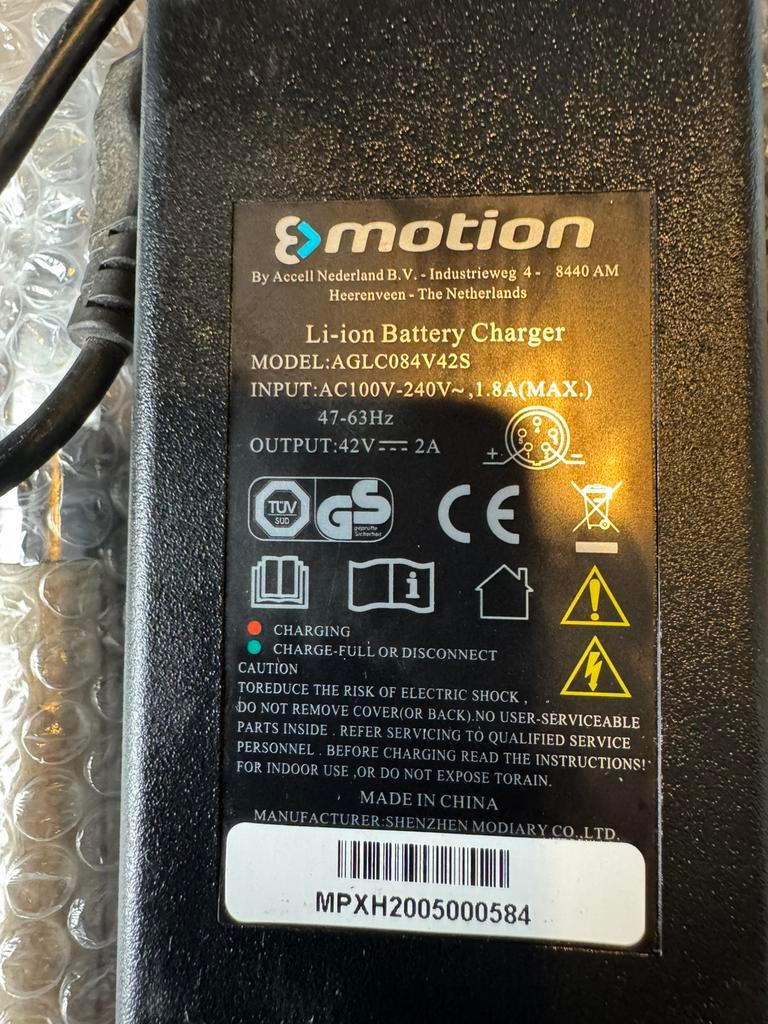 motion
By Accell Nederland B.V. - Industrieweg 4 - 8440 AM
Heerenveen - The Netherlands
Li-ion Battery Charger
MODEL:AGLC084V42S
INPUT:AC100V-240V~,1.8A(MAX.)
47-63Hz
OUTPUT:42V⎓ 2A
+ −
TÜV
SÜD
GS
geprüfte
Sicherheit
CE
i
CHARGING
CHARGE-FULL OR DISCONNECT
CAUTION
TOREDUCE THE RISK OF ELECTRIC SHOCK ,
DO NOT REMOVE COVER(OR BACK).NO USER-SERVICEABLE
PARTS INSIDE . REFER SERVICING TO QUALIFIED SERVICE
PERSONNEL . BEFORE CHARGING READ THE INSTRUCTIONS!
FOR INDOOR USE ,OR DO NOT EXPOSE TORAIN.
MADE IN CHINA
MANUFACTURER:SHENZHEN MODIARY CO.,LTD.
MPXH2005000584